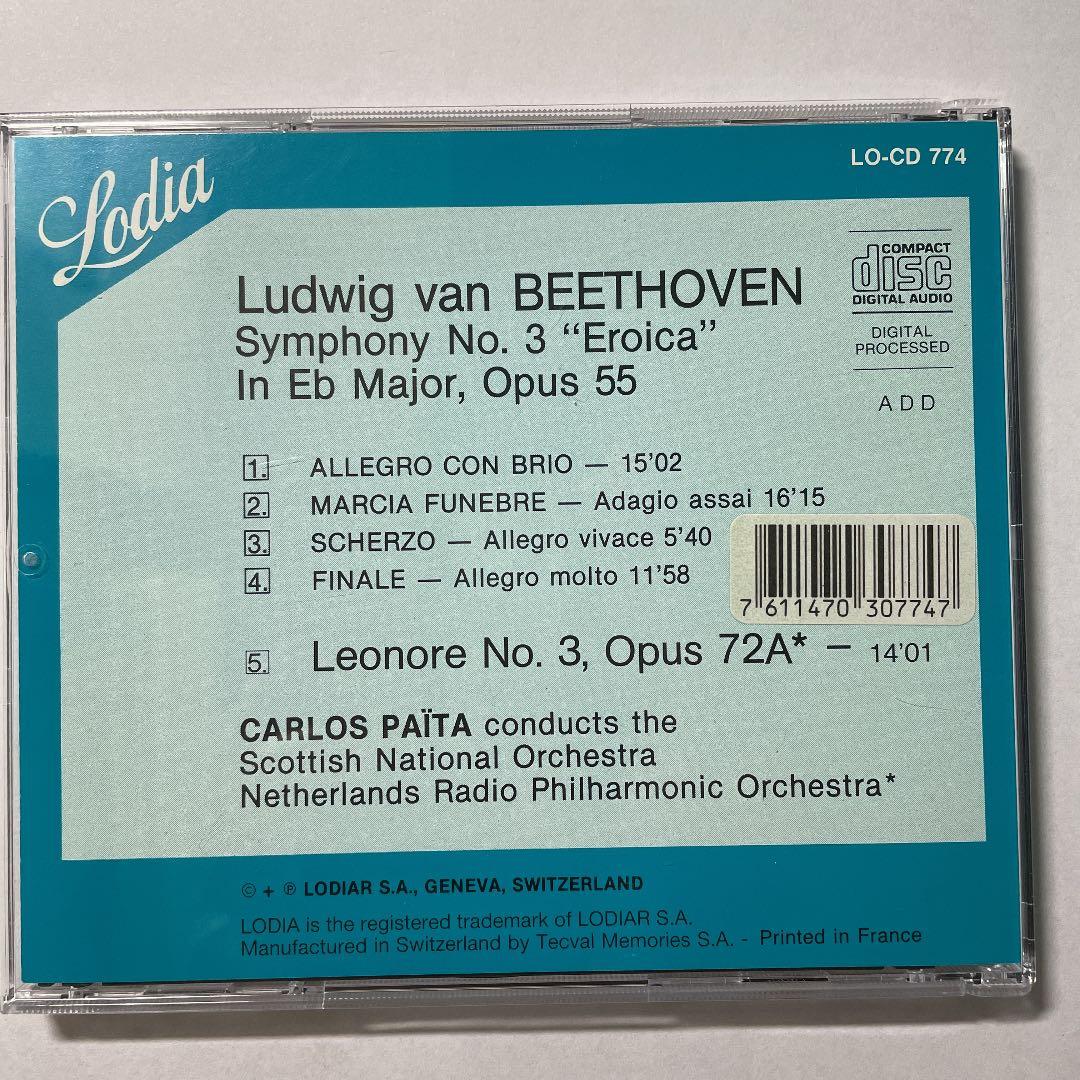 Lodia
LO-CD 774
COMPACT
disc
DIGITAL AUDIO
DIGITAL
PROCESSED
ADD
Ludwig van BEETHOVEN
Symphony No. 3 “Eroica”
In Eb Major, Opus 55
1. ALLEGRO CON BRIO — 15'02
2. MARCIA FUNEBRE — Adagio assai 16'15
3. SCHERZO — Allegro vivace 5'40
4. FINALE — Allegro molto 11'58
7 611470 307747
5. Leonore No. 3, Opus 72A* — 14'01
CARLOS PAÏTA conducts the
Scottish National Orchestra
Netherlands Radio Philharmonic Orchestra*
© + ℗ LODIAR S.A., GENEVA, SWITZERLAND
LODIA is the registered trademark of LODIAR S.A.
Manufactured in Switzerland by Tecval Memories S.A. - Printed in France